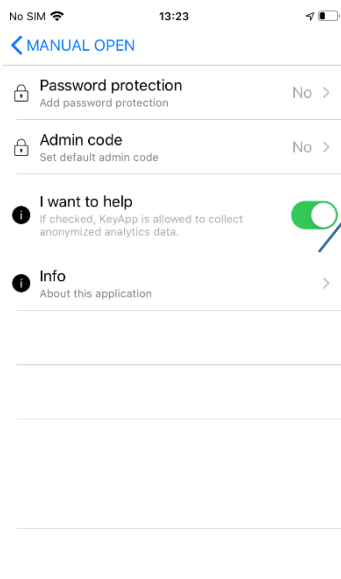 No SIM 13:23
MANUAL OPEN
Password protection
Add password protection
No
Admin code
Set default admin code
No
I want to help
If checked, KeyApp is allowed to collect
anonymized analytics data.
Info
About this application